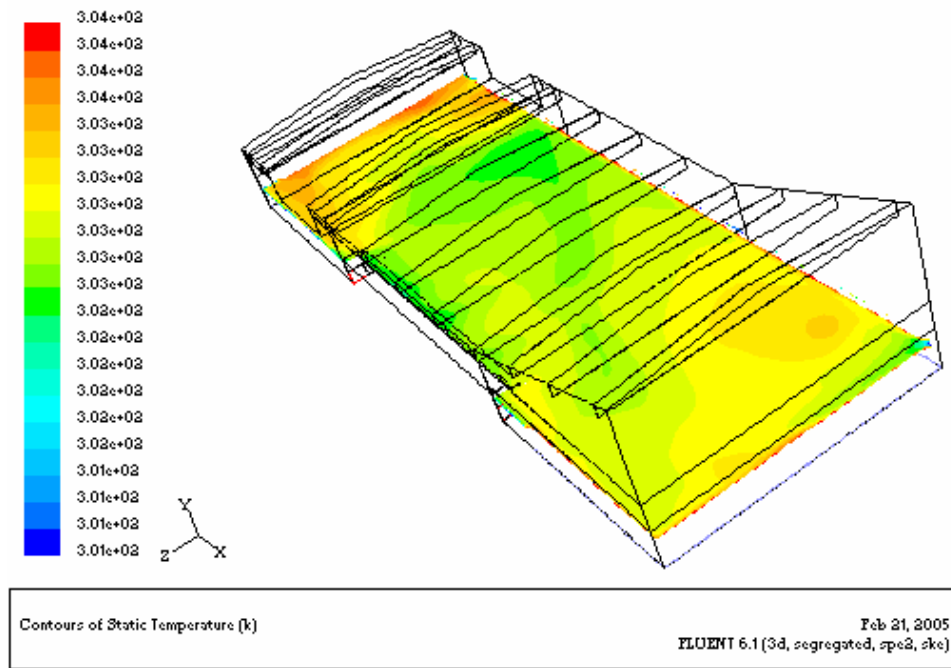 3.04e+02
3.04e+02
3.04e+02
3.04e+02
3.03e+02
3.03e+02
3.03e+02
3.03e+02
3.03e+02
3.03e+02
3.03e+02
3.02e+02
3.02e+02
3.02e+02
3.02e+02
3.02e+02
3.02e+02
3.01e+02
3.01e+02
3.01e+02
3.01e+02
Y
Z
X
Contours of Static Temperature (k)
Feb 21, 2005
FLUENT 6.1 (3d, segregated, spe2, ske)